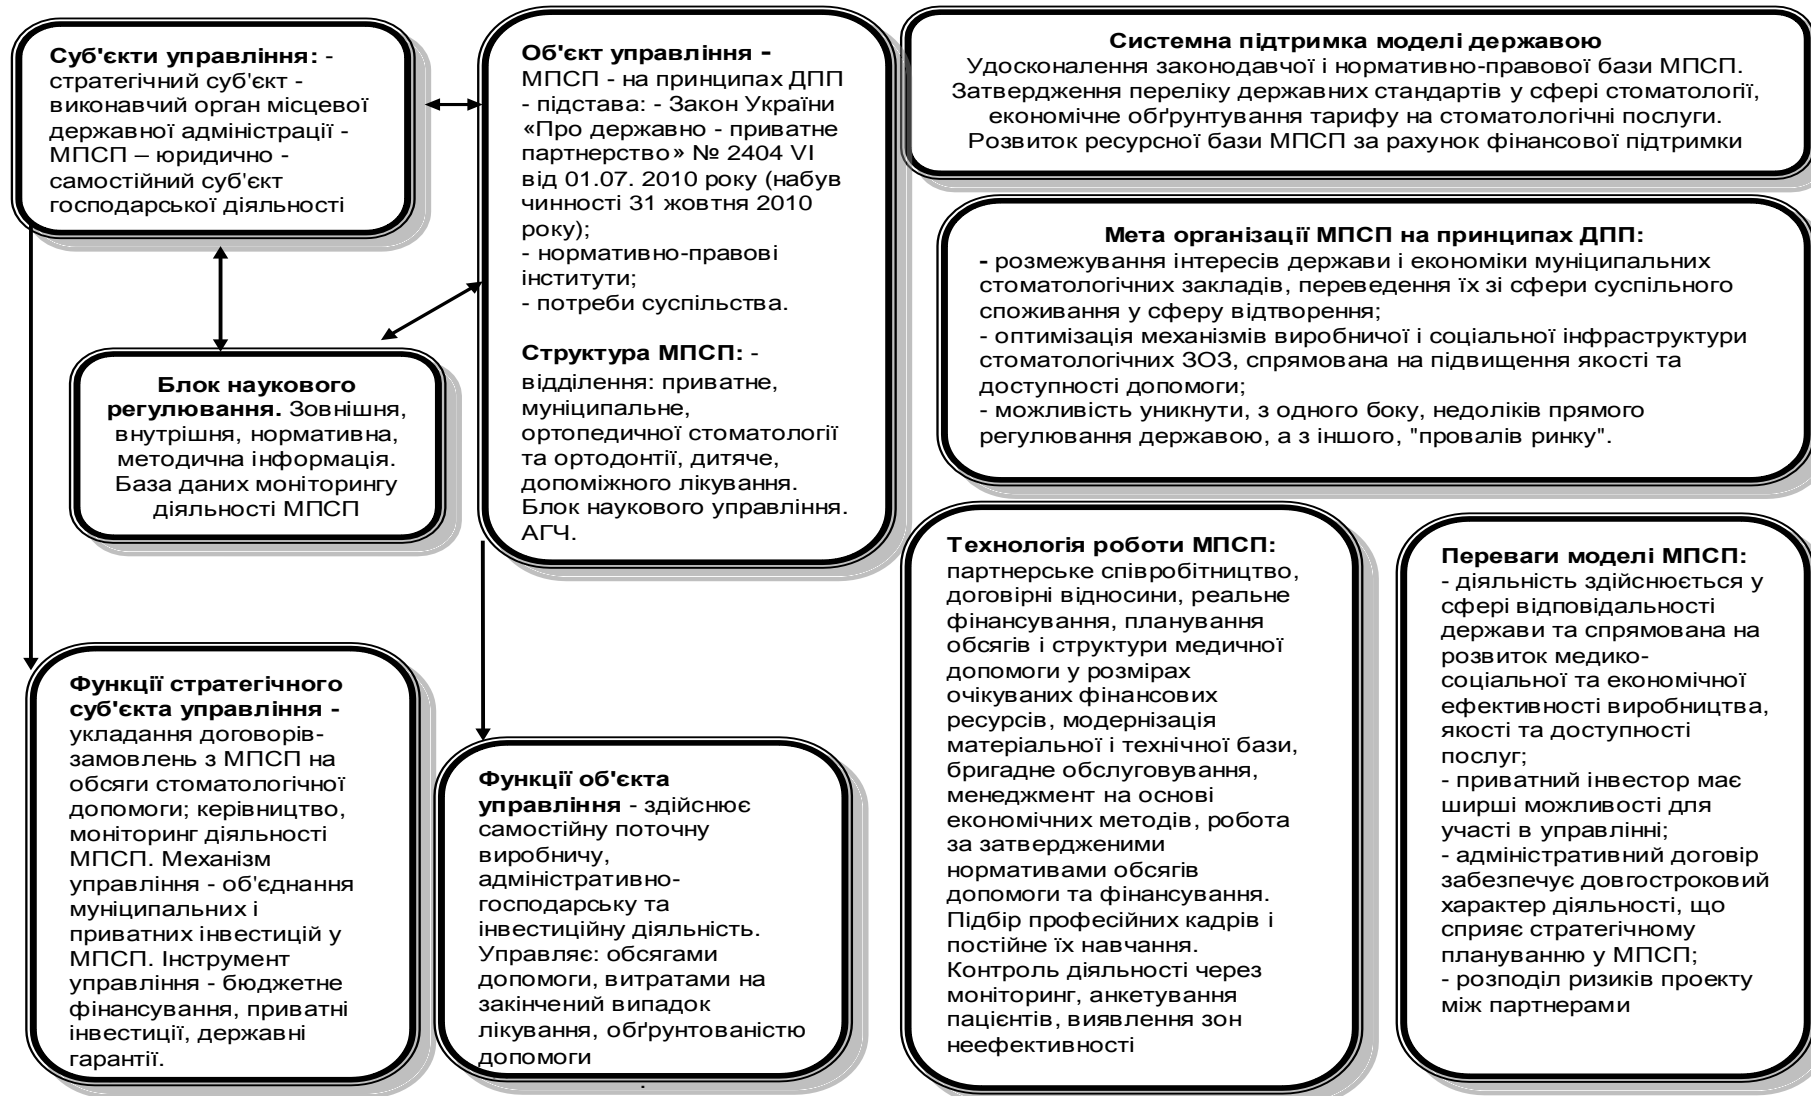 Суб'єкти управління: -
стратегічний суб'єкт -
виконавчий орган місцевої
державної адміністрації -
МПСП – юридично -
самостійний суб'єкт
господарської діяльності
Об'єкт управління -
МПСП - на принципах ДПП
- підстава: - Закон України
«Про державно - приватне
партнерство» № 2404 VI
від 01.07. 2010 року (набув
чинності 31 жовтня 2010
року);
- нормативно-правові
інститути;
- потреби суспільства.
Структура МПСП: -
відділення: приватне,
муніципальне,
ортопедичної стоматології
та ортодонтії, дитяче,
допоміжного лікування.
Блок наукового управління.
АГЧ.
Системна підтримка моделі державою
Удосконалення законодавчої і нормативно-правової бази МПСП.
Затвердження переліку державних стандартів у сфері стоматології,
економічне обґрунтування тарифу на стоматологічні послуги.
Розвиток ресурсної бази МПСП за рахунок фінансової підтримки
Мета організації МПСП на принципах ДПП:
- розмежування інтересів держави і економіки муніципальних
стоматологічних закладів, переведення їх зі сфери суспільного
споживання у сферу відтворення;
- оптимізація механізмів виробничої і соціальної інфраструктури
стоматологічних ЗОЗ, спрямована на підвищення якості та
доступності допомоги;
- можливість уникнути, з одного боку, недоліків прямого
регулювання державою, а з іншого, "провалів ринку".
Блок наукового
регулювання. Зовнішня,
внутрішня, нормативна,
методична інформація.
База даних моніторингу
діяльності МПСП
Функції стратегічного
суб'єкта управління -
укладання договорів-
замовлень з МПСП на
обсяги стоматологічної
допомоги; керівництво,
моніторинг діяльності
МПСП. Механізм
управління - об'єднання
муніципальних і
приватних інвестицій у
МПСП. Інструмент
управління - бюджетне
фінансування, приватні
інвестиції, державні
гарантії.
Функції об'єкта
управління - здійснює
самостійну поточну
виробничу,
адміністративно-
господарську та
інвестиційну діяльність.
Управляє: обсягами
допомоги, витратами на
закінчений випадок
лікування, обґрунтованістю
допомоги
.
Технологія роботи МПСП:
партнерське співробітництво,
договірні відносини, реальне
фінансування, планування
обсягів і структури медичної
допомоги у розмірах
очікуваних фінансових
ресурсів, модернізація
матеріальної і технічної бази,
бригадне обслуговування,
менеджмент на основі
економічних методів, робота
за затвердженими
нормативами обсягів
допомоги та фінансування.
Підбір професійних кадрів і
постійне їх навчання.
Контроль діяльності через
моніторинг, анкетування
пацієнтів, виявлення зон
неефективності
Переваги моделі МПСП:
- діяльність здійснюється у
сфері відповідальності
держави та спрямована на
розвиток медико-
соціальної та економічної
ефективності виробництва,
якості та доступності
послуг;
- приватний інвестор має
ширші можливості для
участі в управлінні;
- адміністративний договір
забезпечує довгостроковий
характер діяльності, що
сприяє стратегічному
плануванню у МПСП;
- розподіл ризиків проекту
між партнерами